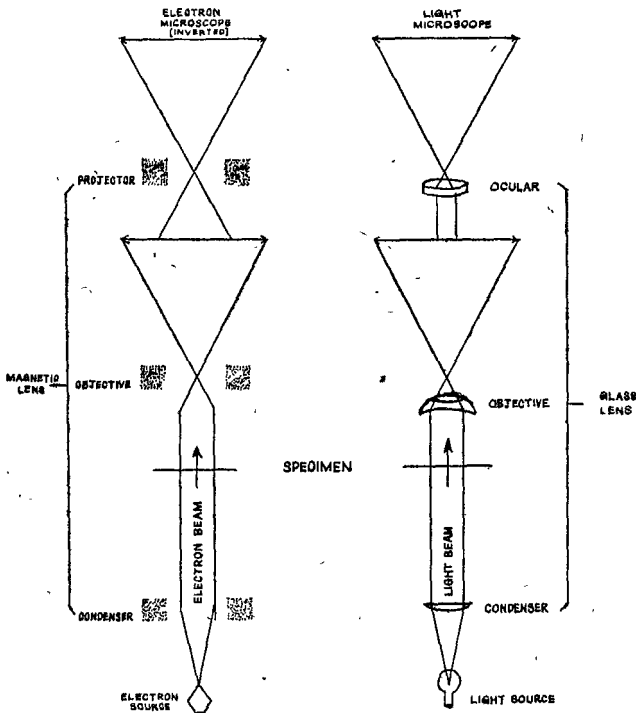 ELECTRON
MICROSCOPE
[INVERTED]
LIGHT
MICROSCOPE
PROJECTOR
OCULAR
MAGNETIC
LENS
OBJECTIVE
OBJECTIVE
GLASS
LENS
SPECIMEN
ELECTRON BEAM
LIGHT BEAM
CONDENSER
CONDENSER
ELECTRON
SOURCE
LIGHT SOURCE